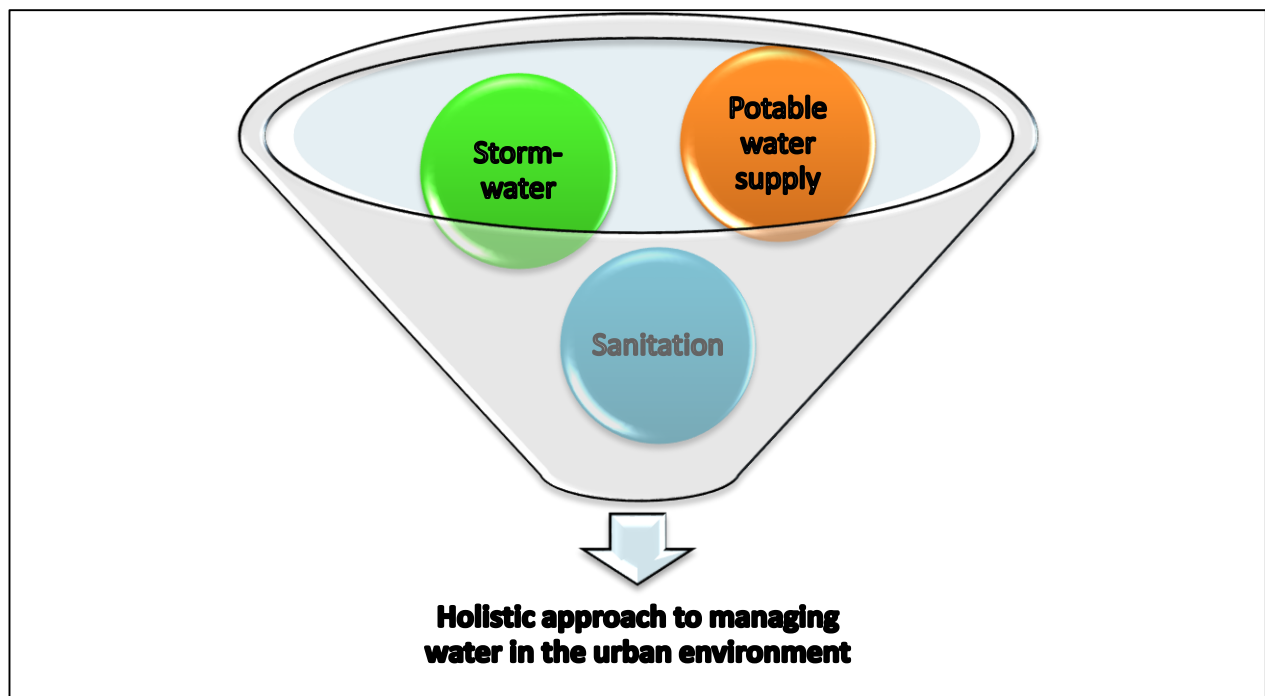 Storm-
water
Potable
water
supply
Sanitation
Holistic approach to managing
water in the urban environment